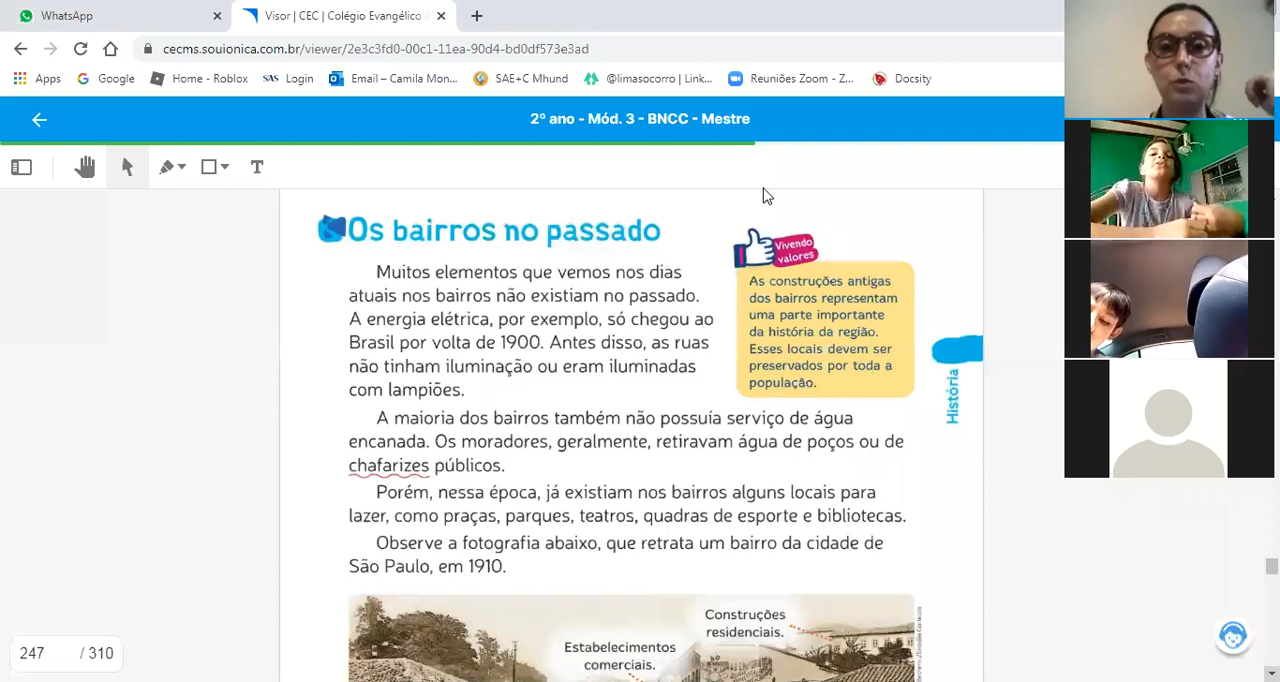 WhatsApp
Visor | CEC | Colégio Evangélico
cecms.souionica.com.br/viewer/2e3c3fd0-00c1-11ea-90d4-bd0df573e3ad
Apps
Google
Home - Roblox
SAS
Login
Email – Camila Mon...
SAE+C Mhund
@limasocorro | Link...
Reuniões Zoom - Z...
Docsity
2º ano - Mód. 3 - BNCC - Mestre
T
Os bairros no passado
Muitos elementos que vemos nos dias
atuais nos bairros não existiam no passado.
A energia elétrica, por exemplo, só chegou ao
Brasil por volta de 1900. Antes disso, as ruas
não tinham iluminação ou eram iluminadas
com lampiões.
Vivendo
valores
As construções antigas
dos bairros representam
uma parte importante
da história da região.
Esses locais devem ser
preservados por toda a
população.
História
A maioria dos bairros também não possuía serviço de água
encanada. Os moradores, geralmente, retiravam água de poços ou de
chafarizes públicos.
Porém, nessa época, já existiam nos bairros alguns locais para
lazer, como praças, parques, teatros, quadras de esporte e bibliotecas.
Observe a fotografia abaixo, que retrata um bairro da cidade de
São Paulo, em 1910.
Construções
residenciais.
Estabelecimentos
comerciais.
247 / 310